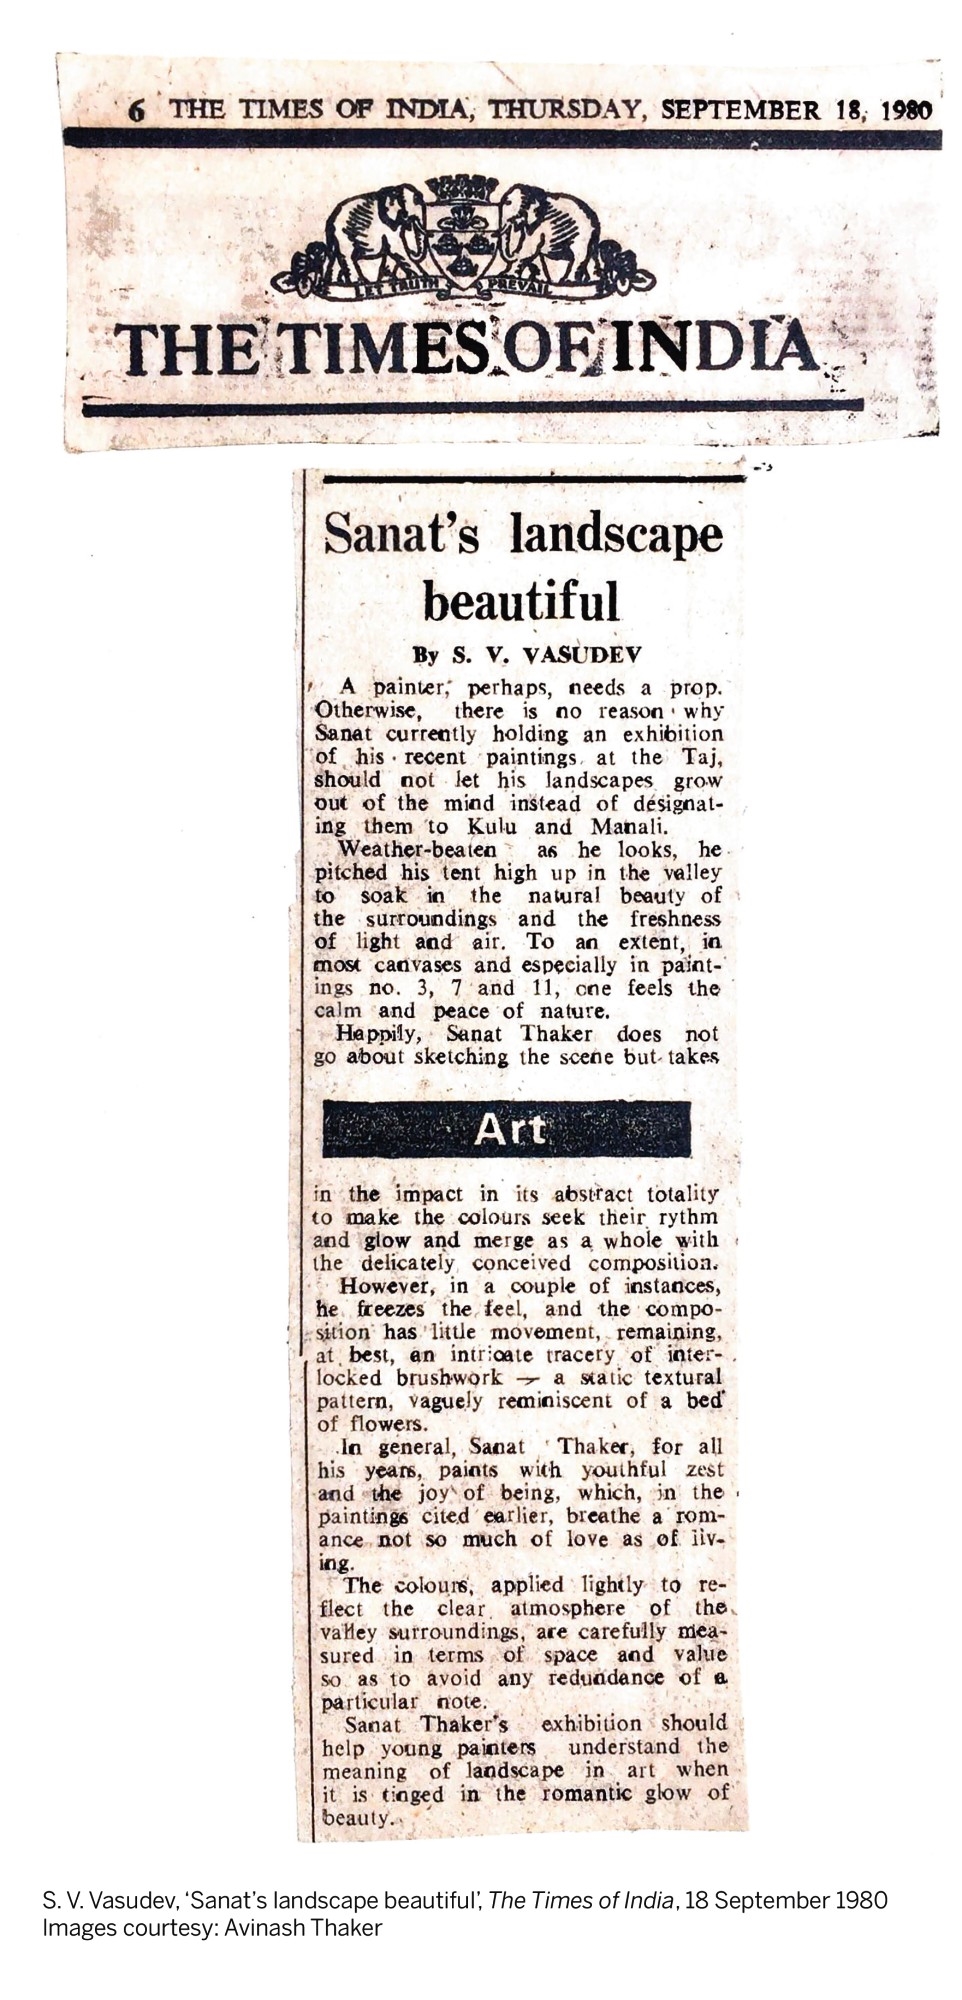 6 THE TIMES OF INDIA, THURSDAY, SEPTEMBER 18, 1980
LET TRUTH PREVAIL
THE TIMES OF INDIA
Sanat's landscape
beautiful
By S. V. VASUDEV
A painter, perhaps, needs a prop.
Otherwise, there is no reason why
Sanat currently holding an exhibition
of his recent paintings at the Taj,
should not let his landscapes grow
out of the mind instead of designat-
ing them to Kulu and Manali.
Weather-beaten as he looks, he
pitched his tent high up in the valley
to soak in the natural beauty of
the surroundings and the freshness
of light and air. To an extent, in
most canvases and especially in paint-
ings no. 3, 7 and 11, one feels the
calm and peace of nature.
Happily, Sanat Thaker does not
go about sketching the scene but takes
Art
in the impact in its abstract totality
to make the colours seek their rythm
and glow and merge as a whole with
the delicately conceived composition.
However, in a couple of instances,
he freezes the feel, and the compo-
sition has little movement, remaining,
at best, an intricate tracery of inter-
locked brushwork — a static textural
pattern, vaguely reminiscent of a bed
of flowers.
In general, Sanat Thaker, for all
his years, paints with youthful zest
and the joy of being, which, in the
paintings cited earlier, breathe a rom-
ance not so much of love as of liv-
ing.
The colours, applied lightly to re-
flect the clear atmosphere of the
valley surroundings, are carefully mea-
sured in terms of space and value
so as to avoid any redundance of a
particular note.
Sanat Thaker's exhibition should
help young painters understand the
meaning of landscape in art when
it is tinged in the romantic glow of
beauty.
S. V. Vasudev, ‘Sanat’s landscape beautiful’, The Times of India, 18 September 1980
Images courtesy: Avinash Thaker